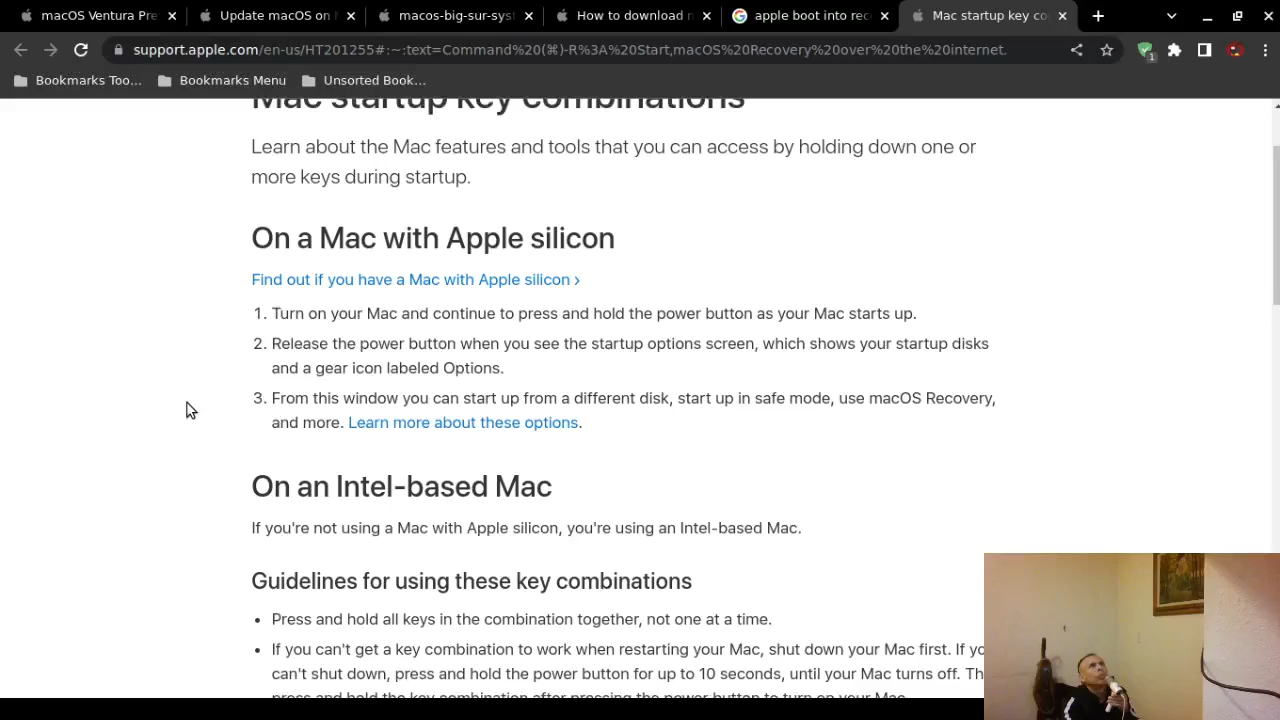 macOS Ventura Pre
Update macOS on
macos-big-sur-sys
How to download
apple boot into rec
Mac startup key co
support.apple.com/en-us/HT201255#:~:text=Command%20(⌘)-R%3A%20Start,macOS%20Recovery%20over%20the%20internet.
1
Bookmarks Too...
Bookmarks Menu
Unsorted Book...
Mac startup key combinations
Learn about the Mac features and tools that you can access by holding down one or
more keys during startup.
On a Mac with Apple silicon
Find out if you have a Mac with Apple silicon ›
1. Turn on your Mac and continue to press and hold the power button as your Mac starts up.
2. Release the power button when you see the startup options screen, which shows your startup disks
and a gear icon labeled Options.
3. From this window you can start up from a different disk, start up in safe mode, use macOS Recovery,
and more. Learn more about these options.
On an Intel-based Mac
If you're not using a Mac with Apple silicon, you're using an Intel-based Mac.
Guidelines for using these key combinations
• Press and hold all keys in the combination together, not one at a time.
• If you can't get a key combination to work when restarting your Mac, shut down your Mac first. If yo
can't shut down, press and hold the power button for up to 10 seconds, until your Mac turns off. Th
press and hold the key combination after pressing the power button to turn on your Mac.